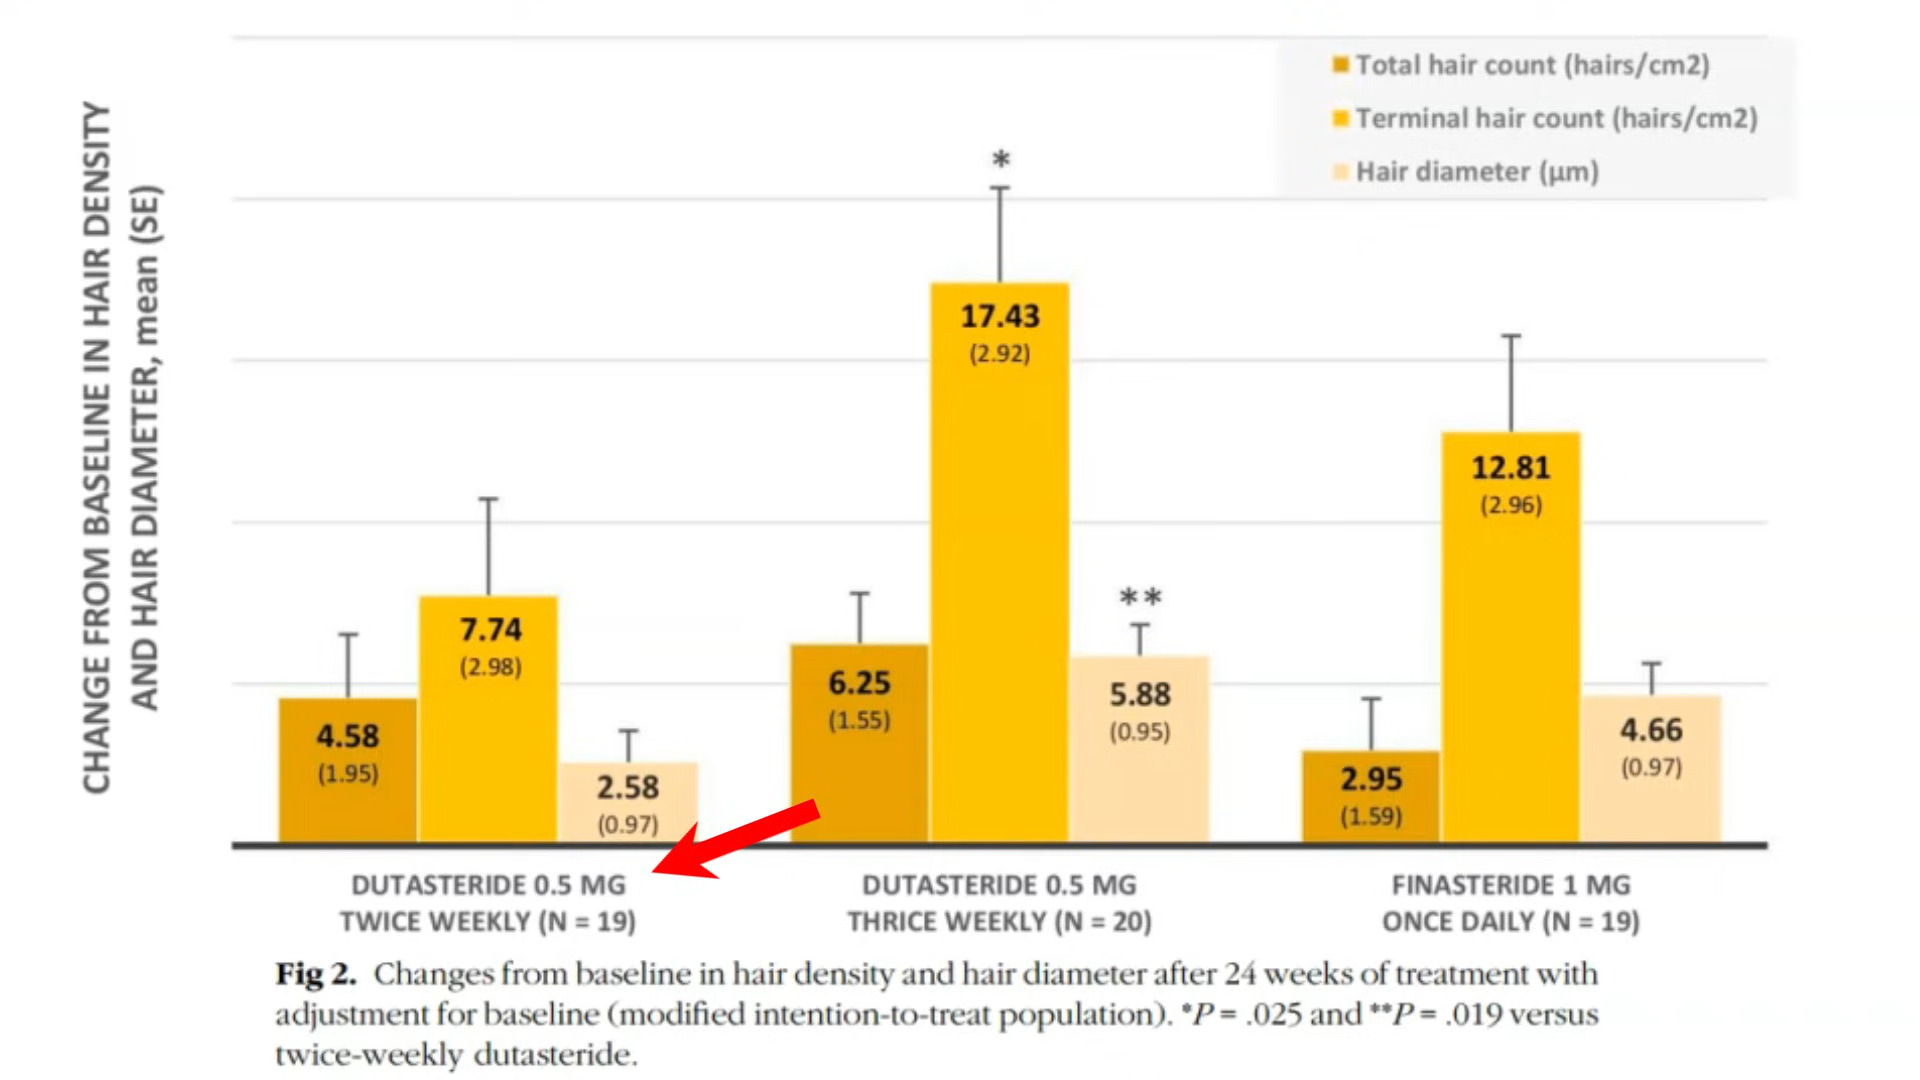 CHANGE FROM BASELINE IN HAIR DENSITY
AND HAIR DIAMETER, mean (SE)
Total hair count (hairs/cm2)
Terminal hair count (hairs/cm2)
Hair diameter (µm)
*
17.43
(2.92)
12.81
(2.96)
**
7.74
(2.98)
6.25
(1.55)
5.88
(0.95)
4.58
(1.95)
4.66
(0.97)
2.58
(0.97)
2.95
(1.59)
DUTASTERIDE 0.5 MG
TWICE WEEKLY (N = 19)
DUTASTERIDE 0.5 MG
THRICE WEEKLY (N = 20)
FINASTERIDE 1 MG
ONCE DAILY (N = 19)
Fig 2. Changes from baseline in hair density and hair diameter after 24 weeks of treatment with
adjustment for baseline (modified intention-to-treat population). *P = .025 and **P = .019 versus
twice-weekly dutasteride.